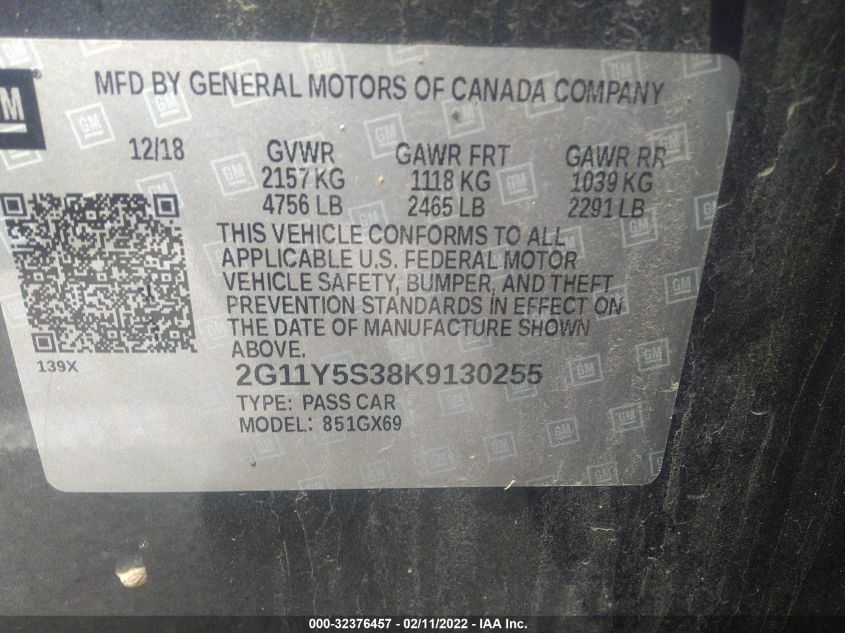 GM
MFD BY GENERAL MOTORS OF CANADA COMPANY
12/18 GVWR GAWR FRT GAWR RR
2157 KG 1118 KG 1039 KG
4756 LB 2465 LB 2291 LB
THIS VEHICLE CONFORMS TO ALL
APPLICABLE U.S. FEDERAL MOTOR
VEHICLE SAFETY, BUMPER, AND THEFT
PREVENTION STANDARDS IN EFFECT ON
THE DATE OF MANUFACTURE SHOWN
ABOVE.
139X
2G11Y5S38K9130255
TYPE: PASS CAR
MODEL: 851GX69
000-32376457 - 02/11/2022 - IAA Inc.